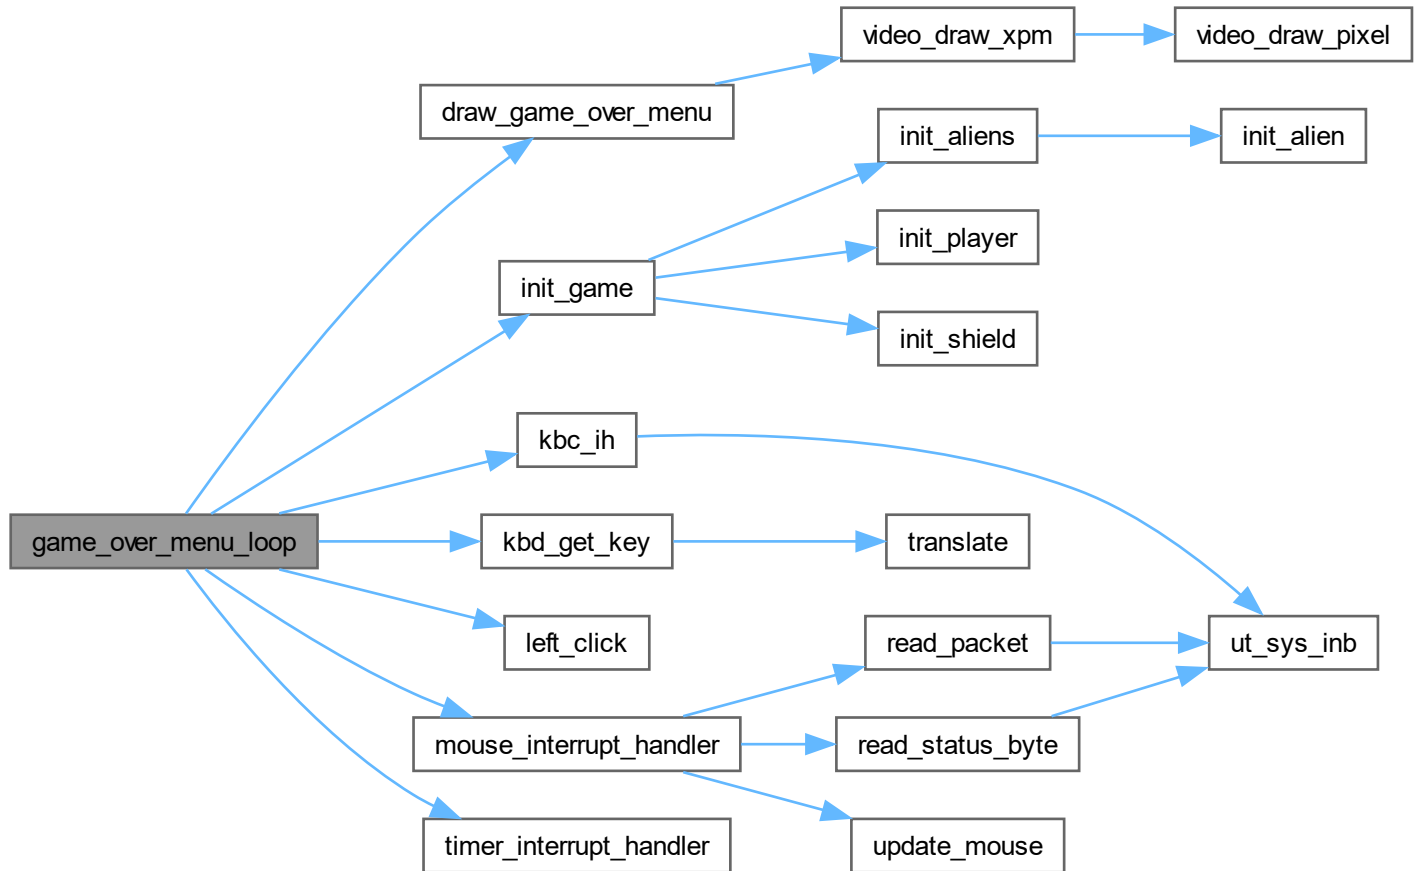 video_draw_xpm
video_draw_pixel
draw_game_over_menu
init_aliens
init_alien
init_player
init_game
init_shield
kbc_ih
game_over_menu_loop
kbd_get_key
translate
left_click
read_packet
ut_sys_inb
mouse_interrupt_handler
read_status_byte
timer_interrupt_handler
update_mouse